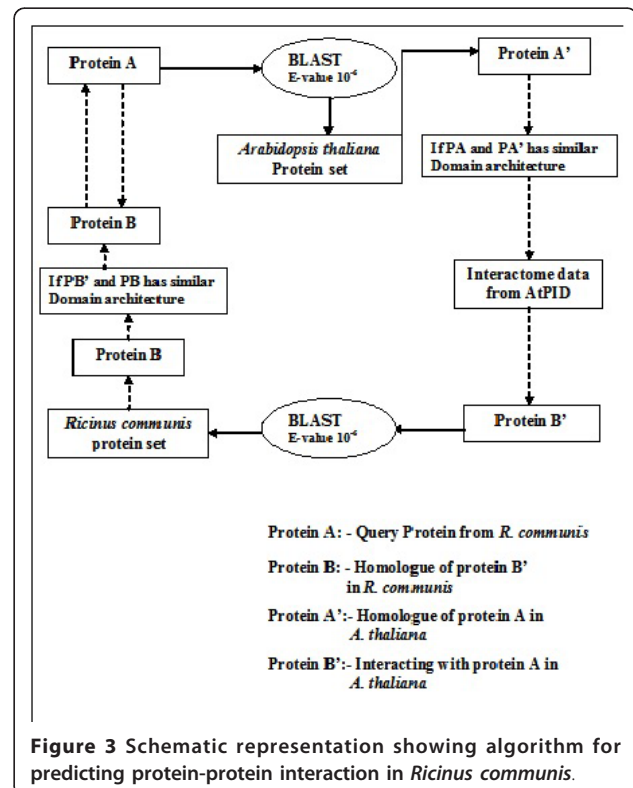 Protein A
BLAST
E-value 10⁻⁶
Protein A'
Arabidopsis thaliana
Protein set
If PA and PA' has similar
Domain architecture
Protein B
If PB' and PB has similar
Domain architecture
Interactome data
from AtPID
Protein B
Ricinus communis
protein set
BLAST
E-value 10⁻⁶
Protein B'
Protein A: - Query Protein from R. communis
Protein B: - Homologue of protein B'
in R. communis
Protein A':- Homologue of protein A in
A. thaliana
Protein B':- Interacting with protein A in
A. thaliana
Figure 3 Schematic representation showing algorithm for
predicting protein-protein interaction in Ricinus communis.